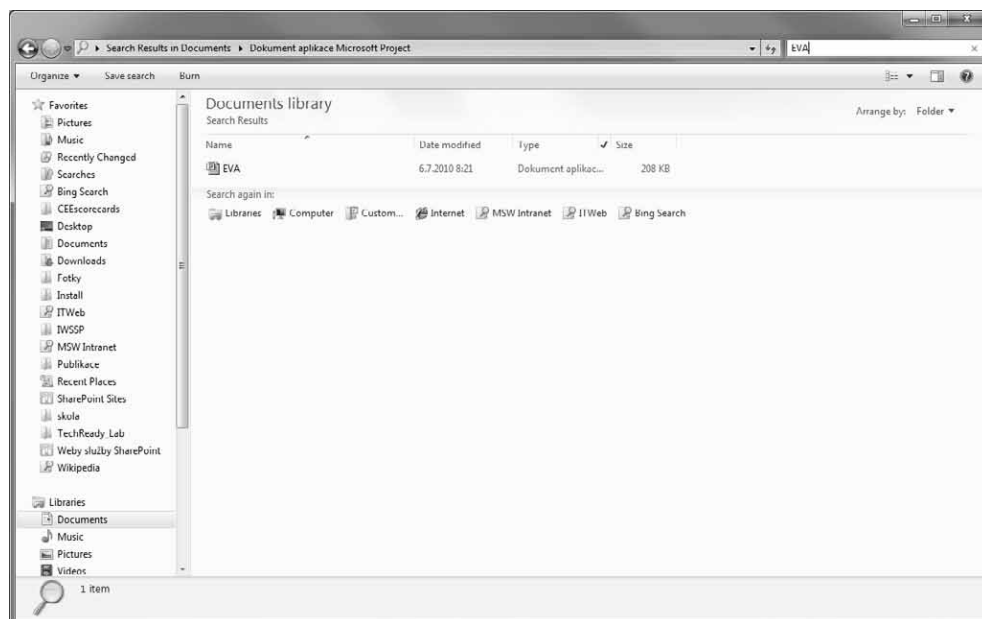 Search Results in Documents Dokument aplikace Microsoft Project EVA
Organize Save search Burn
Favorites
Pictures
Music
Recently Changed
Searches
Bing Search
CEEscorecards
Desktop
Documents
Downloads
Fotky
Install
ITWeb
IWSSP
MSW Intranet
Publikace
Recent Places
SharePoint Sites
skola
TechReady_Lab
Weby služby SharePoint
Wikipedia
Libraries
Documents
Music
Pictures
Videos
Documents library
Search Results
Arrange by: Folder
Name Date modified Type Size
EVA 6.7.2010 8:21 Dokument aplikac... 208 KB
Search again in:
Libraries Computer Custom... Internet MSW Intranet ITWeb Bing Search
1 item